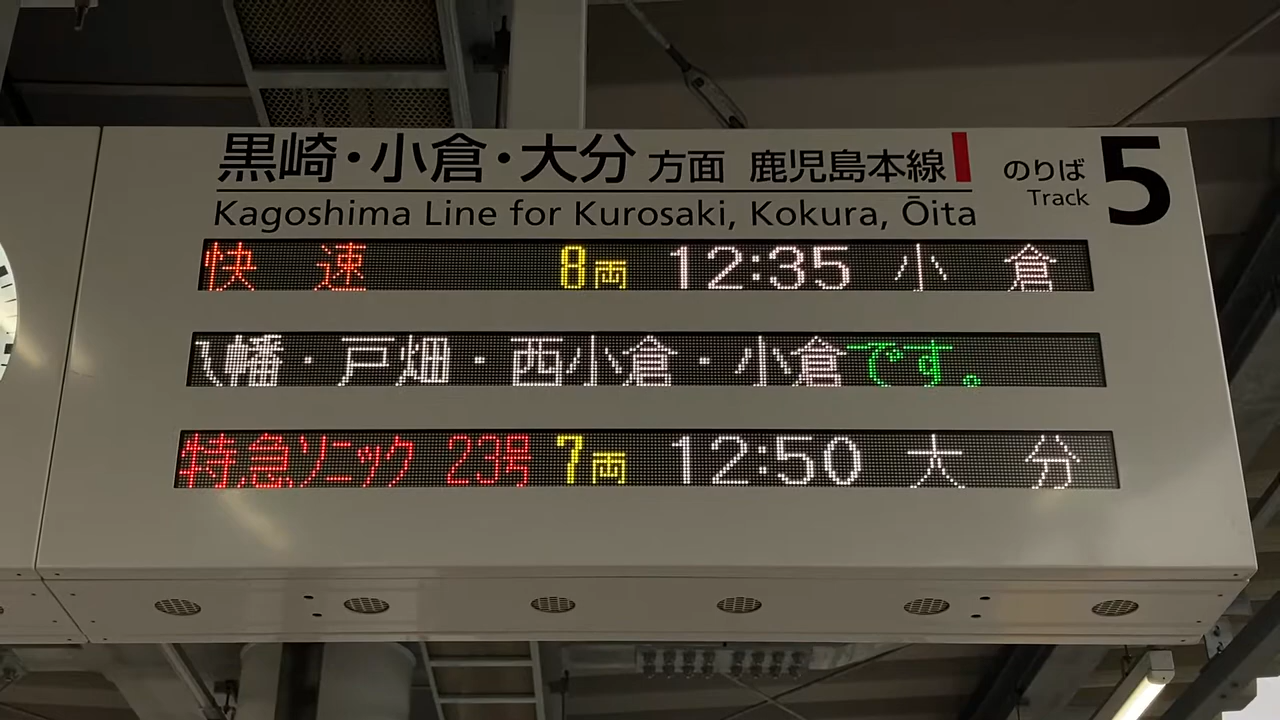 黒崎・小倉・大分 方面 鹿児島本線 のりば 5
Kagoshima Line for Kurosaki, Kokura, Ōita Track
快速 8両 12:35 小倉
八幡・戸畑・西小倉・小倉です。
特急ソニック 23号 7両 12:50 大分